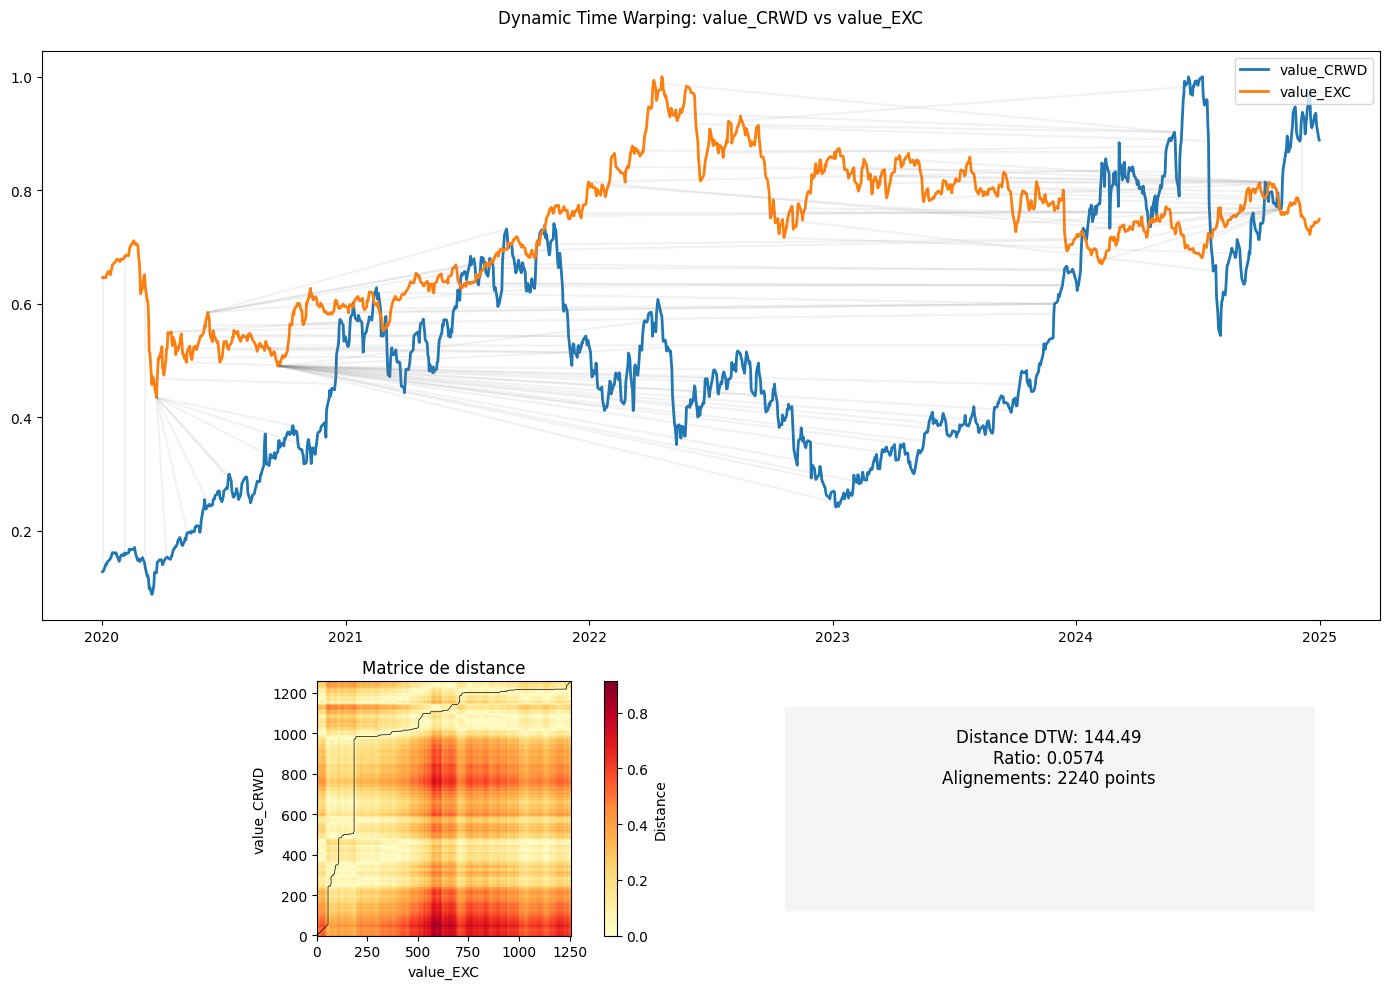 Dynamic Time Warping: value_CRWD vs value_EXC
value_CRWD
value_EXC
1.0
0.8
0.6
0.4
0.2
2020 2021 2022 2023 2024 2025
Matrice de distance
value_CRWD
1200
1000
800
600
400
200
0
0 250 500 750 1000 1250
value_EXC
0.8
0.6
0.4
0.2
0.0
Distance
Distance DTW: 144.49
Ratio: 0.0574
Alignements: 2240 points